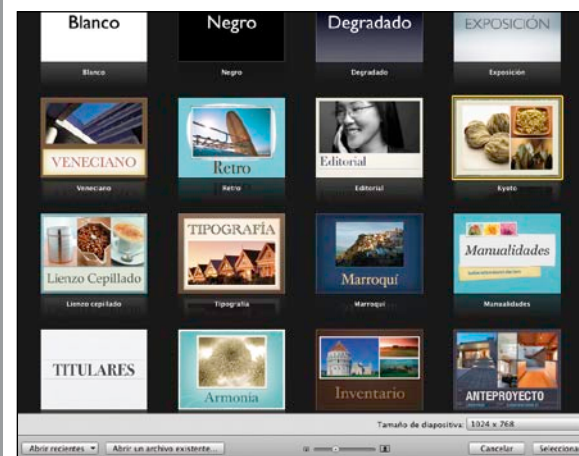 Blanco
Negro
Degradado
EXPOSICIÓN
Blanco
Negro
Degradado
Exposición
VENECIANO
Retro
Editorial
Veneciano
Retro
Editorial
Kyoto
Lienzo Cepillado
TIPOGRAFÍA
Marroquí
Manualidades
Lienzo cepillado
Tipografía
Marroquí
Manualidades
TITULARES
Armonía
Inventario
ANTEPROYECTO
Tamaño de diapositiva: 1024 x 768
Abrir recientes
Abrir un archivo existente...
Cancelar
Selecciona